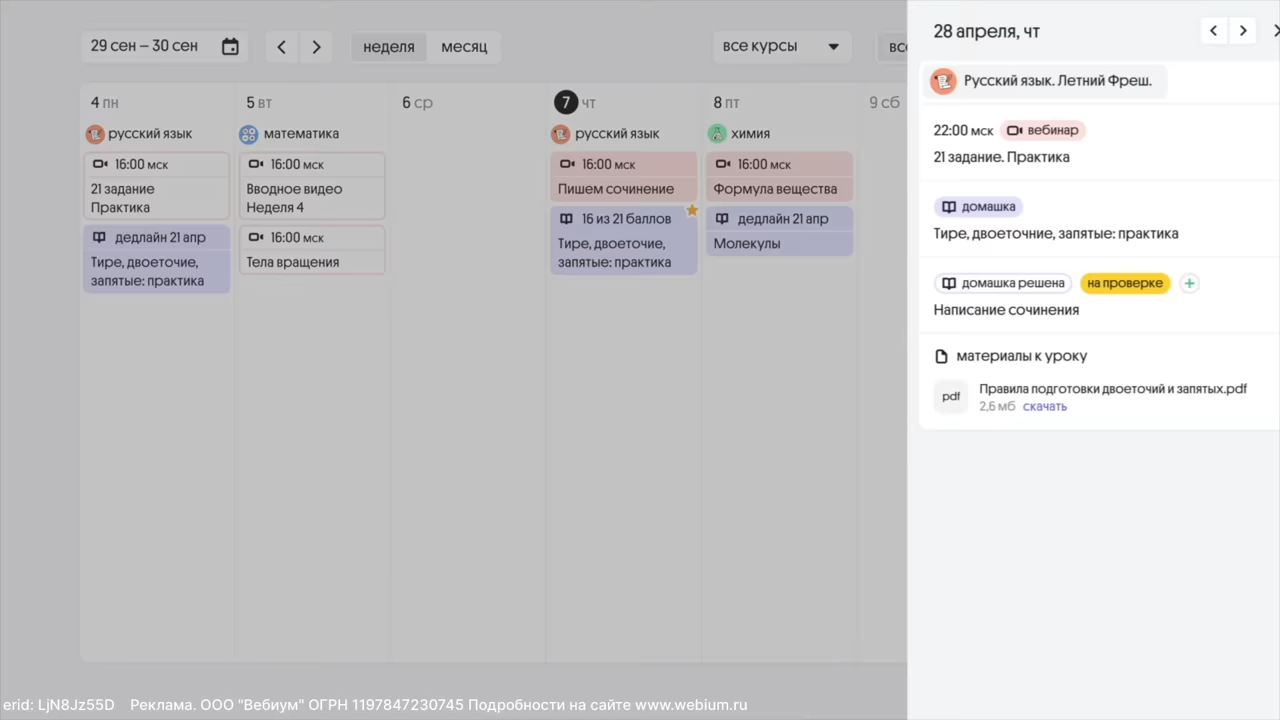 29 сен – 30 сен
неделя
месяц
все курсы
все
4 пн
русский язык
16:00 мск
21 задание
Практика
дедлайн 21 апр
Тире, двоеточие,
запятые: практика
5 вт
математика
16:00 мск
Вводное видео
Неделя 4
16:00 мск
Тела вращения
6 ср
7 чт
русский язык
16:00 мск
Пишем сочинение
16 из 21 баллов
Тире, двоеточие,
запятые: практика
8 пт
химия
16:00 мск
Формула вещества
дедлайн 21 апр
Молекулы
9 сб
28 апреля, чт
Русский язык. Летний Фреш.
22:00 мск вебинар
21 задание. Практика
домашка
Тире, двоеточние, запятые: практика
домашка решена на проверке
Написание сочинения
материалы к уроку
pdf
Правила подготовки двоеточий и запятых.pdf
2,6 мб скачать
erid: LjN8Jz55D Реклама. ООО "Вебиум" ОГРН 1197847230745 Подробности на сайте www.webium.ru